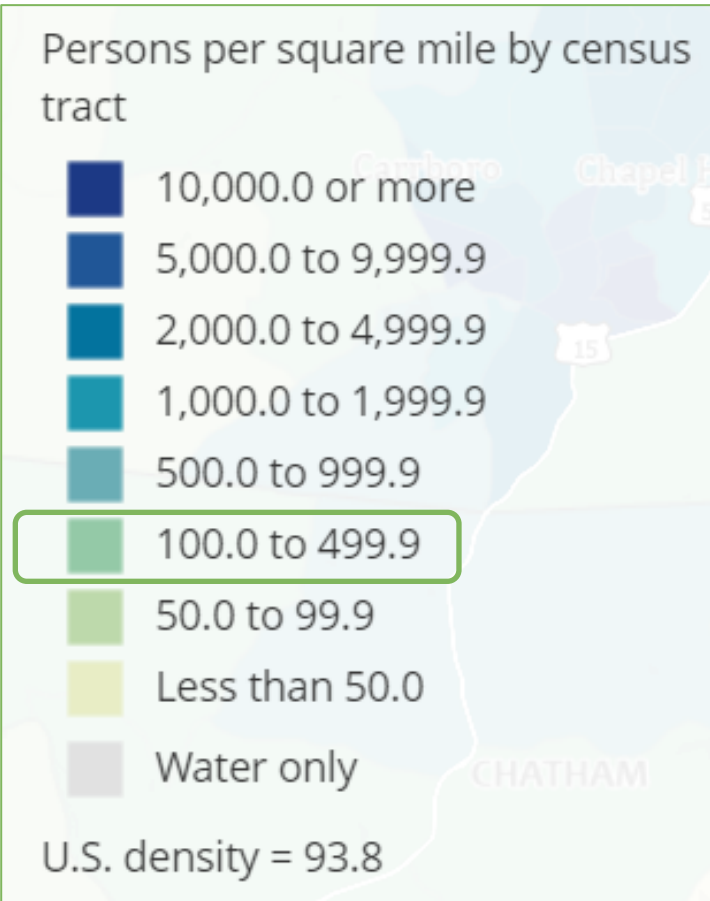 Persons per square mile by census
tract
Carrboro
Chapel H
10,000.0 or more
5
5,000.0 to 9,999.9
2,000.0 to 4,999.9
15
1,000.0 to 1,999.9
500.0 to 999.9
100.0 to 499.9
50.0 to 99.9
Less than 50.0
Water only
CHATHAM
U.S. density = 93.8